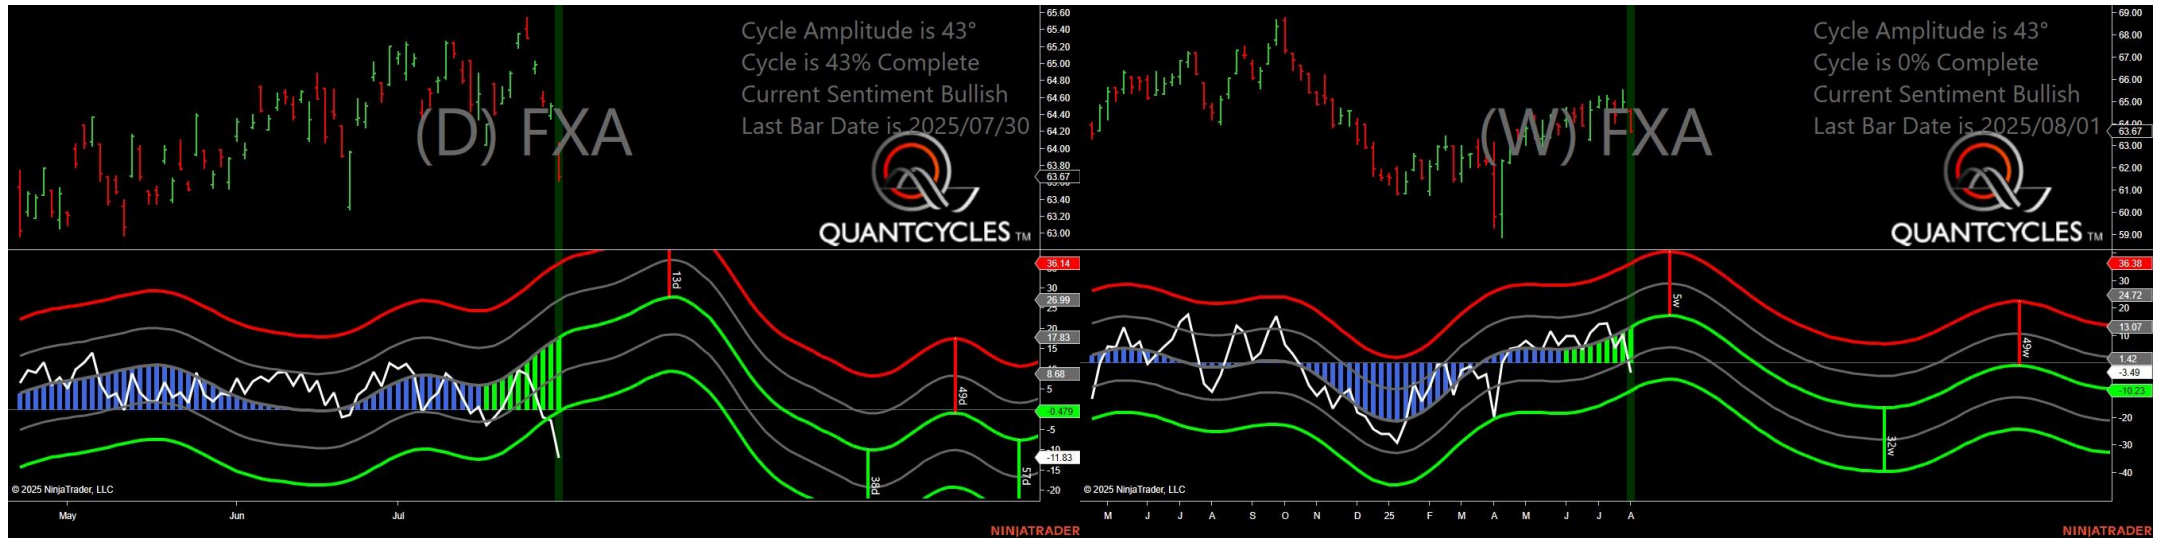 Cycle Amplitude is 43°
Cycle is 43% Complete
Current Sentiment Bullish
Last Bar Date is 2025/07/30
(D) FXA
QUANTCYCLES TM
65.60
65.40
65.20
65.00
64.80
64.60
64.40
64.20
64.00
63.80
63.67
63.40
63.20
63.00
36.14
30
26.99
25
20
17.83
15
8.68
5
-0.479
-5
-11.83
-15
-20
13d
38d
49d
57d
© 2025 NinjaTrader, LLC
May Jun Jul
NINJATRADER
Cycle Amplitude is 43°
Cycle is 0% Complete
Current Sentiment Bullish
Last Bar Date is 2025/08/01
(W) FXA
QUANTCYCLES TM
69.00
68.00
67.00
66.00
65.00
64.00
63.67
63.00
62.00
61.00
60.00
59.00
36.38
30
24.72
20
13.07
10
1.42
-3.49
-10.23
-20
-30
-40
5w
32w
49w
© 2025 NinjaTrader, LLC
M J J A S O N D 25 F M A M J J A
NINJATRADER